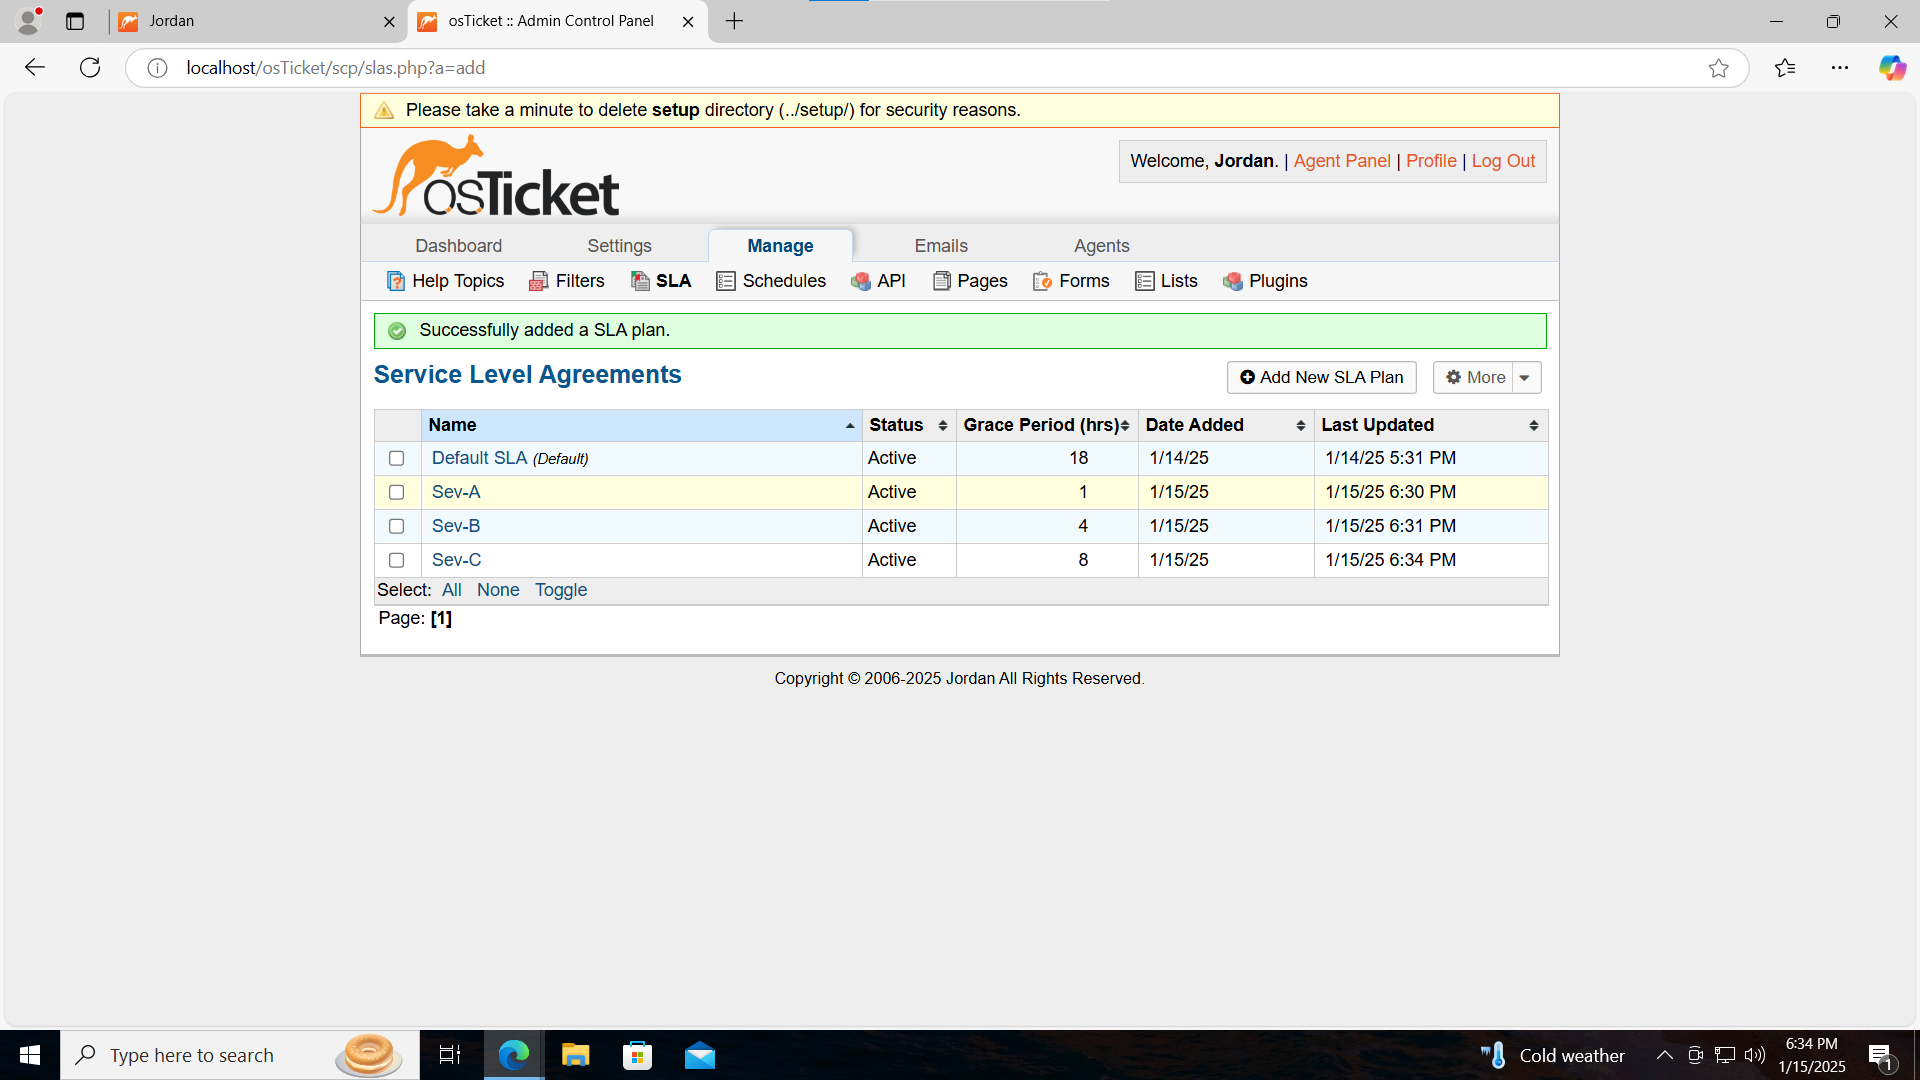 Jordan
osTicket :: Admin Control Panel
localhost/osTicket/scp/slas.php?a=add
Please take a minute to delete setup directory (../setup/) for security reasons.
osTicket
Welcome, Jordan. | Agent Panel | Profile | Log Out
Dashboard Settings Manage Emails Agents
Help Topics Filters SLA Schedules API Pages Forms Lists Plugins
Successfully added a SLA plan.
Service Level Agreements
Add New SLA Plan More
Name Status Grace Period (hrs) Date Added Last Updated
Default SLA (Default) Active 18 1/14/25 1/14/25 5:31 PM
Sev-A Active 1 1/15/25 1/15/25 6:30 PM
Sev-B Active 4 1/15/25 1/15/25 6:31 PM
Sev-C Active 8 1/15/25 1/15/25 6:34 PM
Select: All None Toggle
Page: [1]
Copyright © 2006-2025 Jordan All Rights Reserved.
Type here to search
Cold weather
6:34 PM
1/15/2025
1